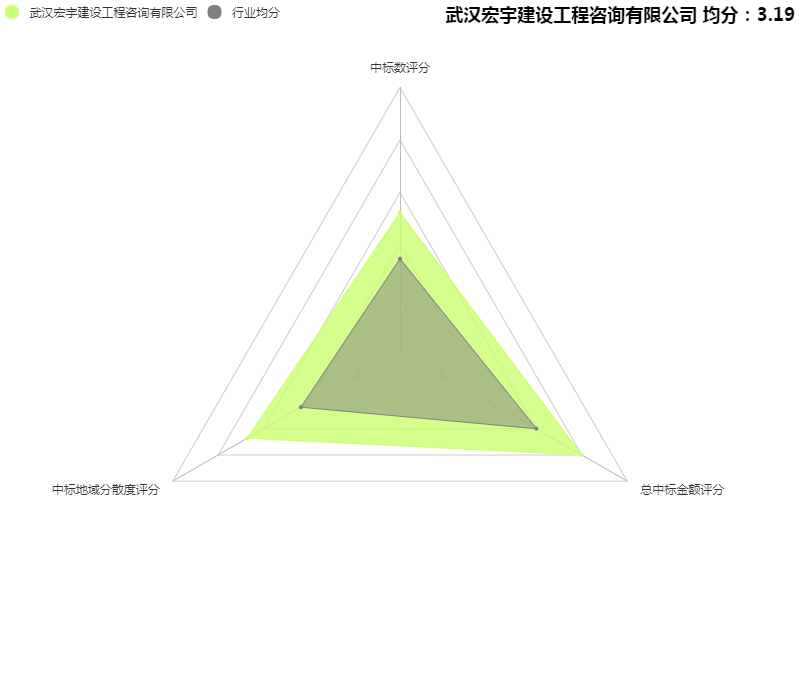 武汉宏宇建设工程咨询有限公司 行业均分
武汉宏宇建设工程咨询有限公司 均分：3.19
中标数评分
中标地域分散度评分
总中标金额评分